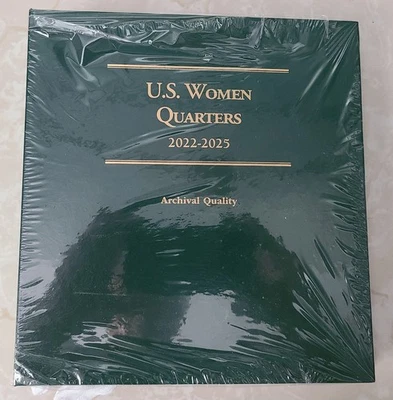 U.S. Women
Quarters
2022-2025
Archival Quality